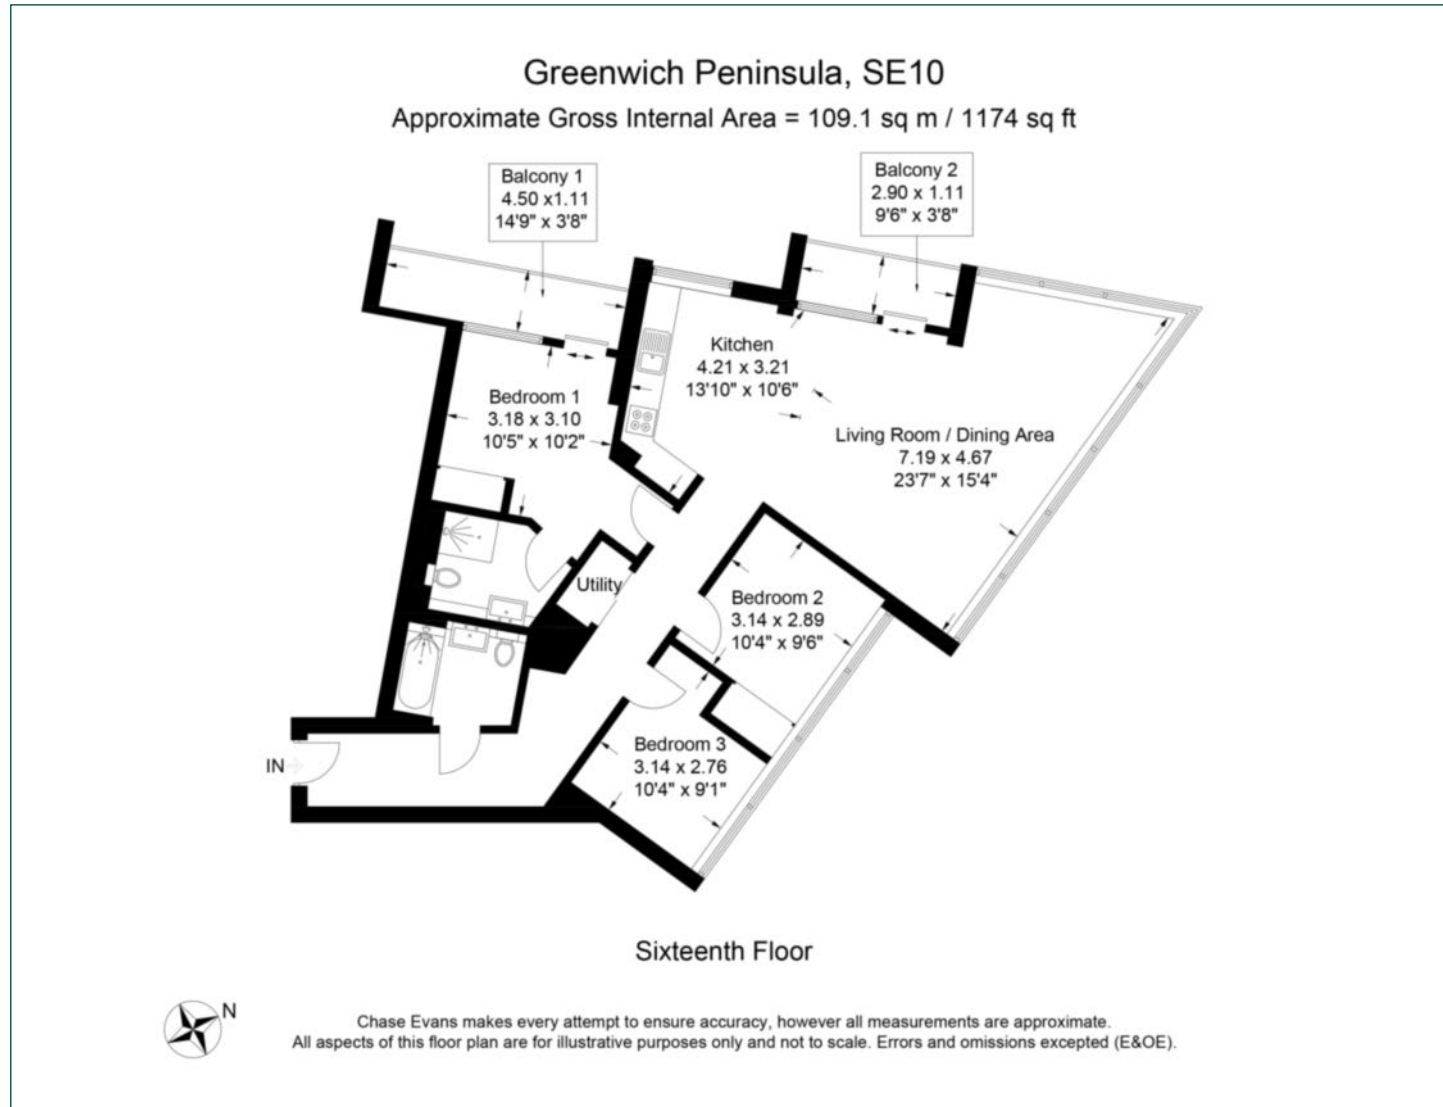 Greenwich Peninsula, SE10
Approximate Gross Internal Area = 109.1 sq m / 1174 sq ft
Balcony 1
4.50 x1.11
14'9" x 3'8"
Balcony 2
2.90 x 1.11
9'6" x 3'8"
Kitchen
4.21 x 3.21
13'10" x 10'6"
Bedroom 1
3.18 x 3.10
10'5" x 10'2"
Living Room / Dining Area
7.19 x 4.67
23'7" x 15'4"
Utility
Bedroom 2
3.14 x 2.89
10'4" x 9'6"
Bedroom 3
3.14 x 2.76
10'4" x 9'1"
IN
Sixteenth Floor
N
Chase Evans makes every attempt to ensure accuracy, however all measurements are approximate.
All aspects of this floor plan are for illustrative purposes only and not to scale. Errors and omissions excepted (E&OE).